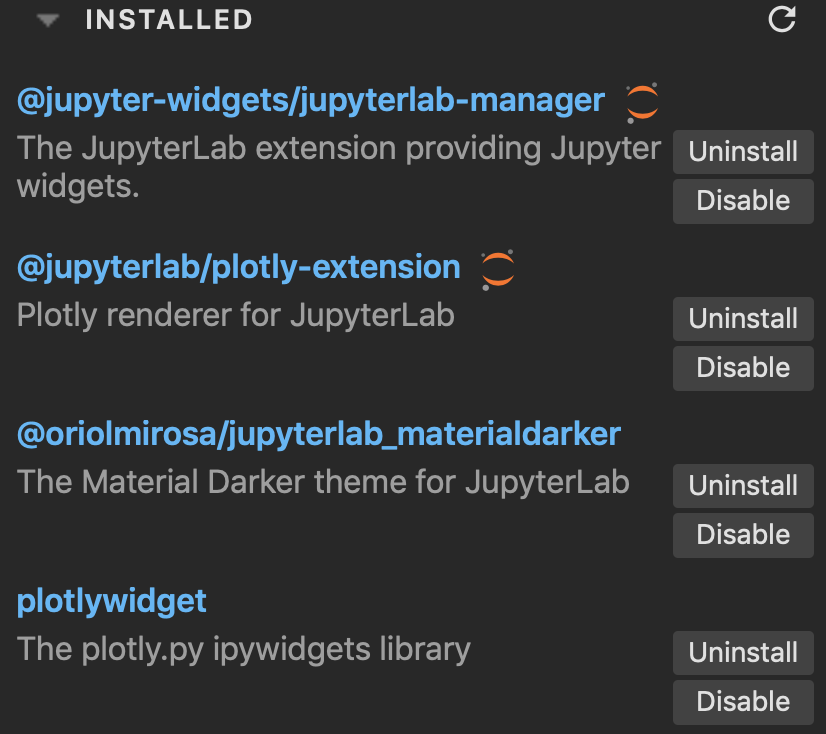 INSTALLED
@jupyter-widgets/jupyterlab-manager
The JupyterLab extension providing Jupyter
widgets.
Uninstall
Disable
@jupyterlab/plotly-extension
Plotly renderer for JupyterLab
Uninstall
Disable
@oriolmirosa/jupyterlab_materialdarker
The Material Darker theme for JupyterLab
Uninstall
Disable
plotlywidget
The plotly.py ipywidgets library
Uninstall
Disable